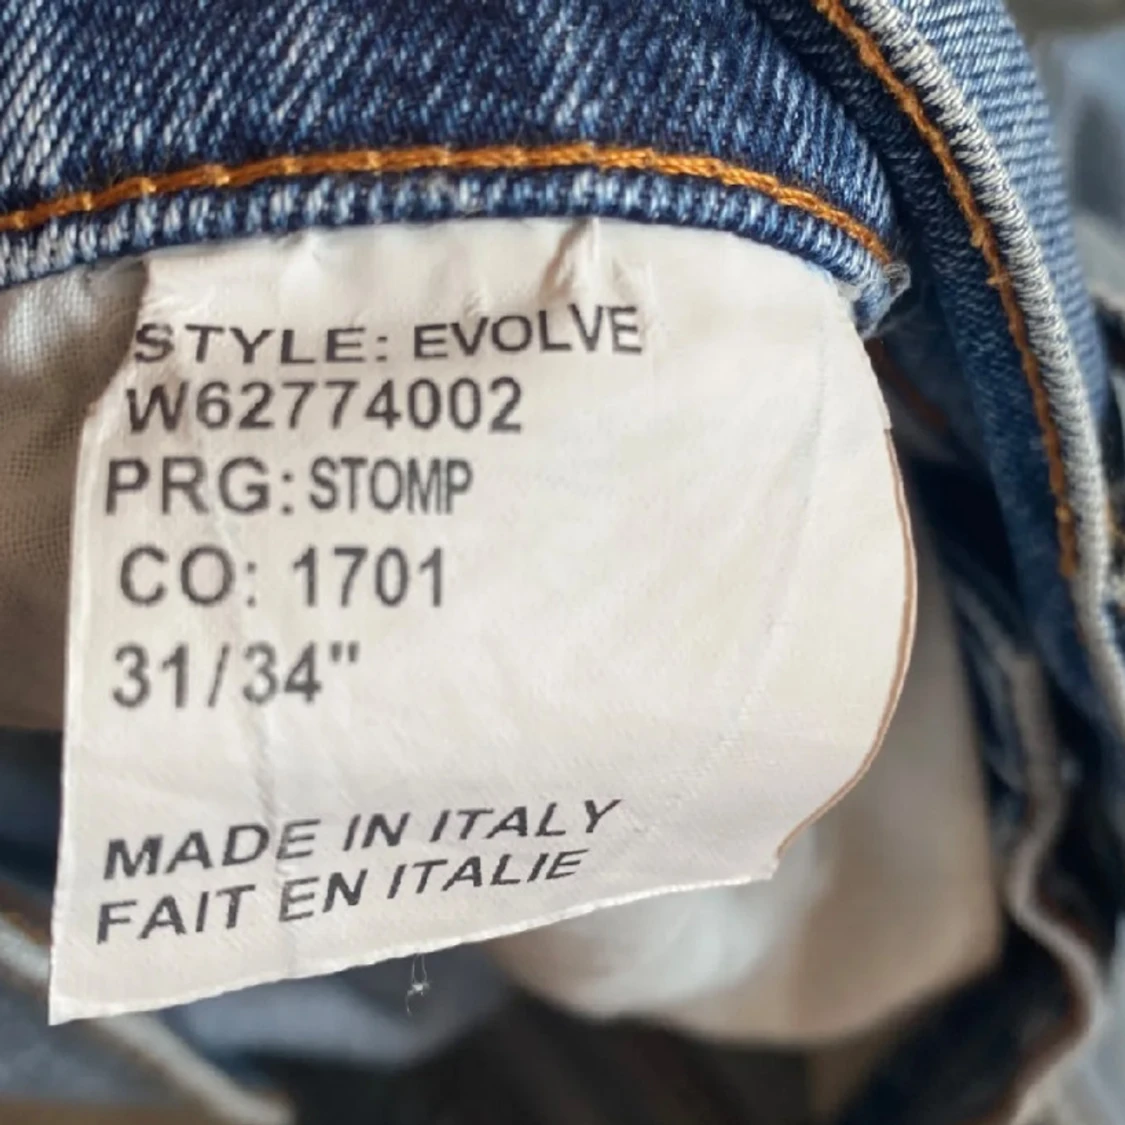 STYLE: EVOLVE
W62774002
PRG: STOMP
CO: 1701
31/34"
MADE IN ITALY
FAIT EN ITALIE